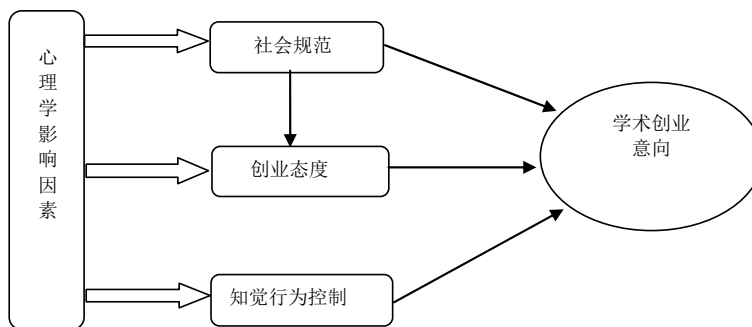 心
理
学
影
响
因
素
社会规范
创业态度
知觉行为控制
学术创业
意向